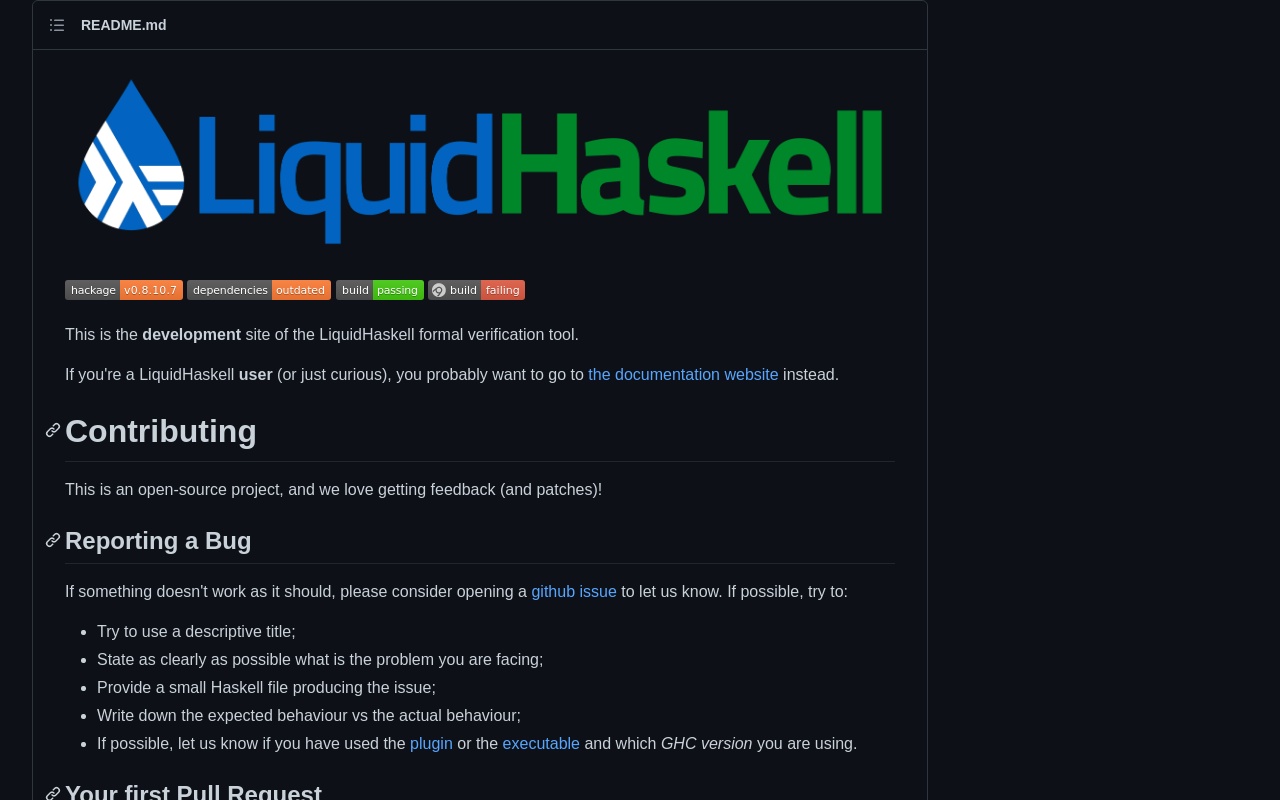 README.md
LiquidHaskell
hackage v0.8.10.7 dependencies outdated build passing build failing
This is the development site of the LiquidHaskell formal verification tool.
If you're a LiquidHaskell user (or just curious), you probably want to go to the documentation website instead.
Contributing
This is an open-source project, and we love getting feedback (and patches)!
Reporting a Bug
If something doesn't work as it should, please consider opening a github issue to let us know. If possible, try to:
• Try to use a descriptive title;
• State as clearly as possible what is the problem you are facing;
• Provide a small Haskell file producing the issue;
• Write down the expected behaviour vs the actual behaviour;
• If possible, let us know if you have used the plugin or the executable and which GHC version you are using.
Your first Pull Request